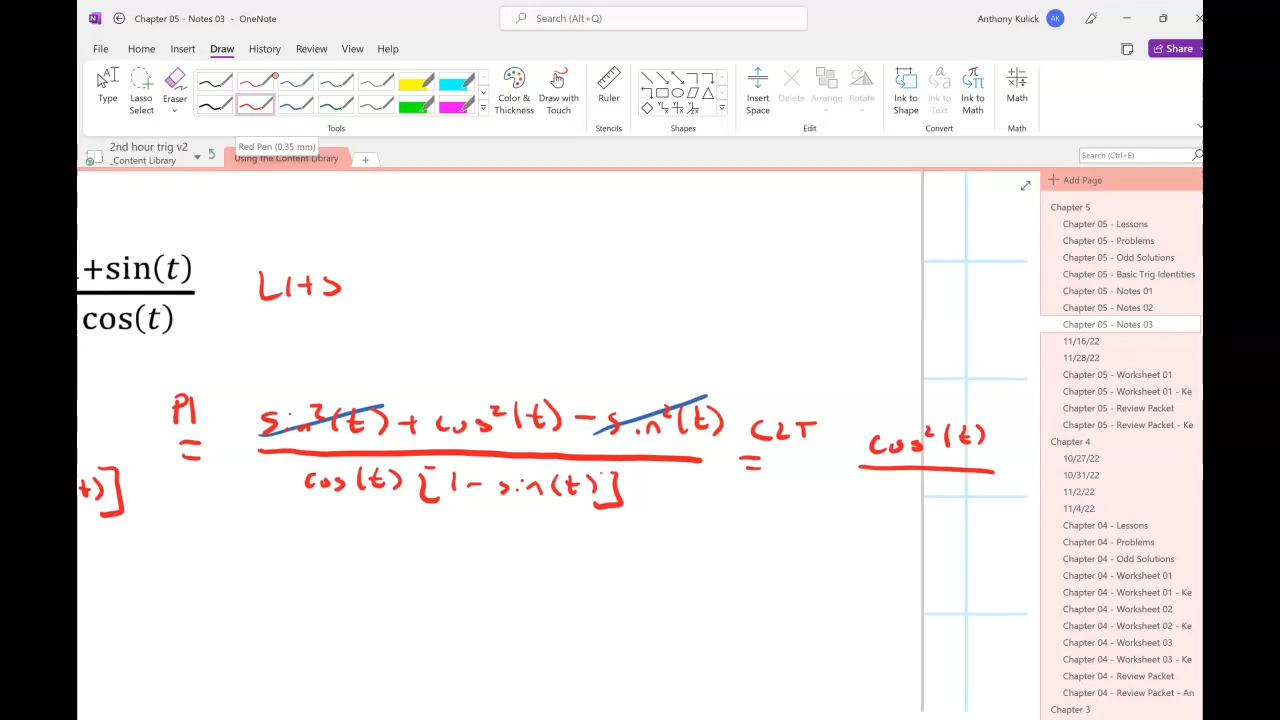 Chapter 05 - Notes 03 - OneNote
Search (Alt+Q)
Anthony Kulick
AK
File Home Insert Draw History Review View Help
Share
Type
Lasso Select
Eraser
Color & Thickness
Draw with Touch
Ruler
Insert Space
Delete
Arrange
Rotate
Ink to Shape
Ink to Text
Ink to Math
Math
Tools Stencils Shapes Edit Convert Math
2nd hour trig v2
_Content Library
Red Pen (0.35 mm)
Using the Content Library
Search (Ctrl+E)
Add Page
+sin(t)
cos(t)
LHS
PI
=
sin²(t) + cos²(t) - sin²(t)
cos(t) [1 - sin(t)]
CLT
=
cos²(t)
t)]
Chapter 5
Chapter 05 - Lessons
Chapter 05 - Problems
Chapter 05 - Odd Solutions
Chapter 05 - Basic Trig Identities
Chapter 05 - Notes 01
Chapter 05 - Notes 02
Chapter 05 - Notes 03
11/16/22
11/28/22
Chapter 05 - Worksheet 01
Chapter 05 - Worksheet 01 - Ke
Chapter 05 - Review Packet
Chapter 05 - Review Packet - Ke
Chapter 4
10/27/22
10/31/22
11/2/22
11/4/22
Chapter 04 - Lessons
Chapter 04 - Problems
Chapter 04 - Odd Solutions
Chapter 04 - Worksheet 01
Chapter 04 - Worksheet 01 - Ke
Chapter 04 - Worksheet 02
Chapter 04 - Worksheet 02 - Ke
Chapter 04 - Worksheet 03
Chapter 04 - Worksheet 03 - Ke
Chapter 04 - Review Packet
Chapter 04 - Review Packet - An
Chapter 3